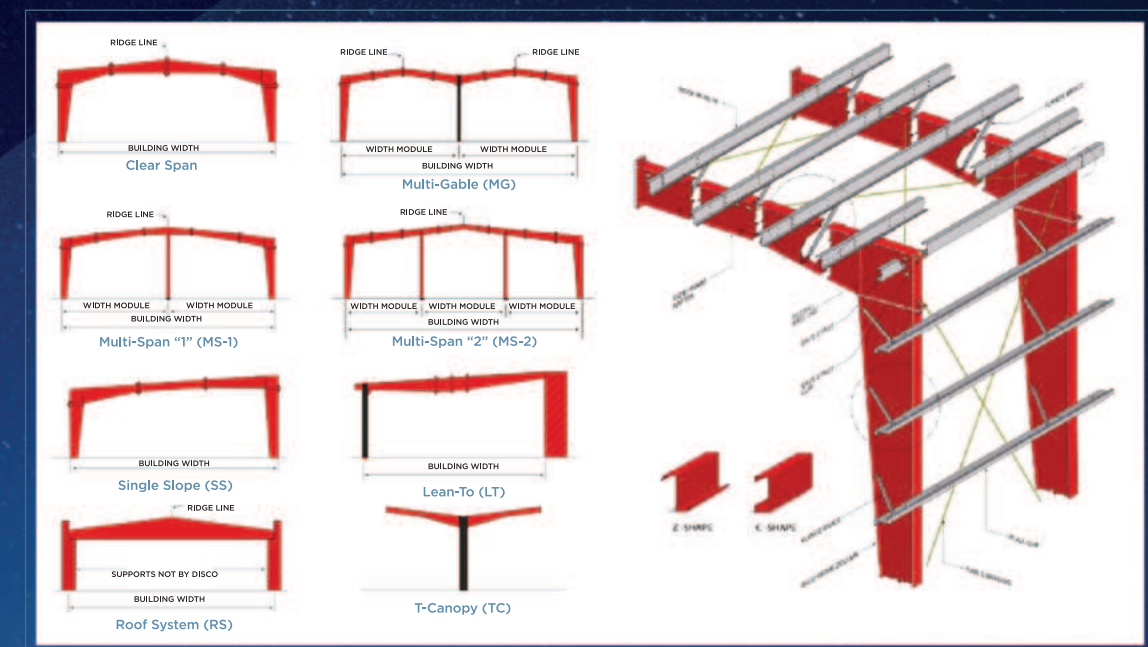 RIDGE LINE
BUILDING WIDTH
Clear Span
RIDGE LINE
RIDGE LINE
WIDTH MODULE
WIDTH MODULE
BUILDING WIDTH
Multi-Gable (MG)
RIDGE LINE
WIDTH MODULE
WIDTH MODULE
BUILDING WIDTH
Multi-Span “1” (MS-1)
RIDGE LINE
WIDTH MODULE
WIDTH MODULE
WIDTH MODULE
BUILDING WIDTH
Multi-Span “2” (MS-2)
BUILDING WIDTH
Single Slope (SS)
BUILDING WIDTH
Lean-To (LT)
RIDGE LINE
SUPPORTS NOT BY DISCO
BUILDING WIDTH
Roof System (RS)
T-Canopy (TC)
Z-SHAPE
C-SHAPE